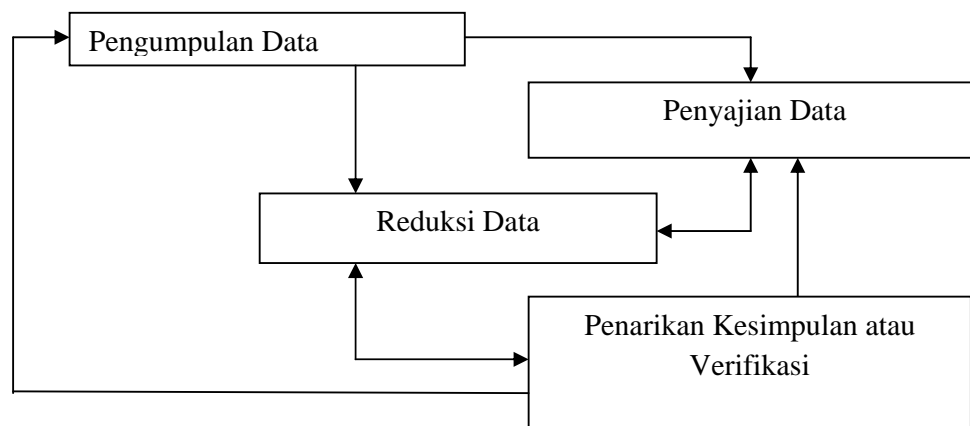 Pengumpulan Data
Penyajian Data
Reduksi Data
Penarikan Kesimpulan atau
Verifikasi